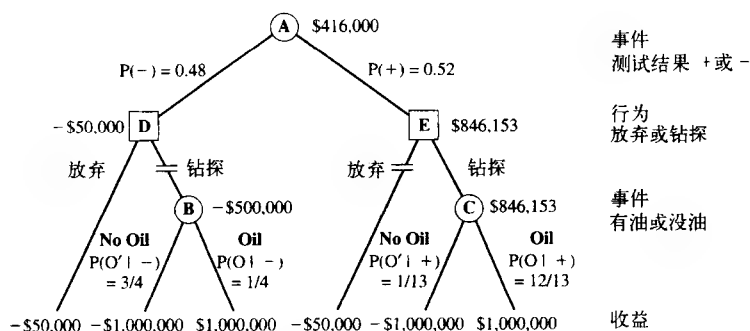 A $416,000
事件
测试结果 +或 -
P(−) = 0.48 P(+) = 0.52
−$50,000 D E $846,153
行为
放弃或钻探
放弃 钻探 放弃 钻探
B −$500,000 C $846,153
事件
有油或没油
No Oil Oil No Oil Oil
P(O′ | −) P(O | −) P(O′ | +) P(O | +)
= 3/4 = 1/4 = 1/13 = 12/13
−$50,000 −$1,000,000 $1,000,000 −$50,000 −$1,000,000 $1,000,000 收益